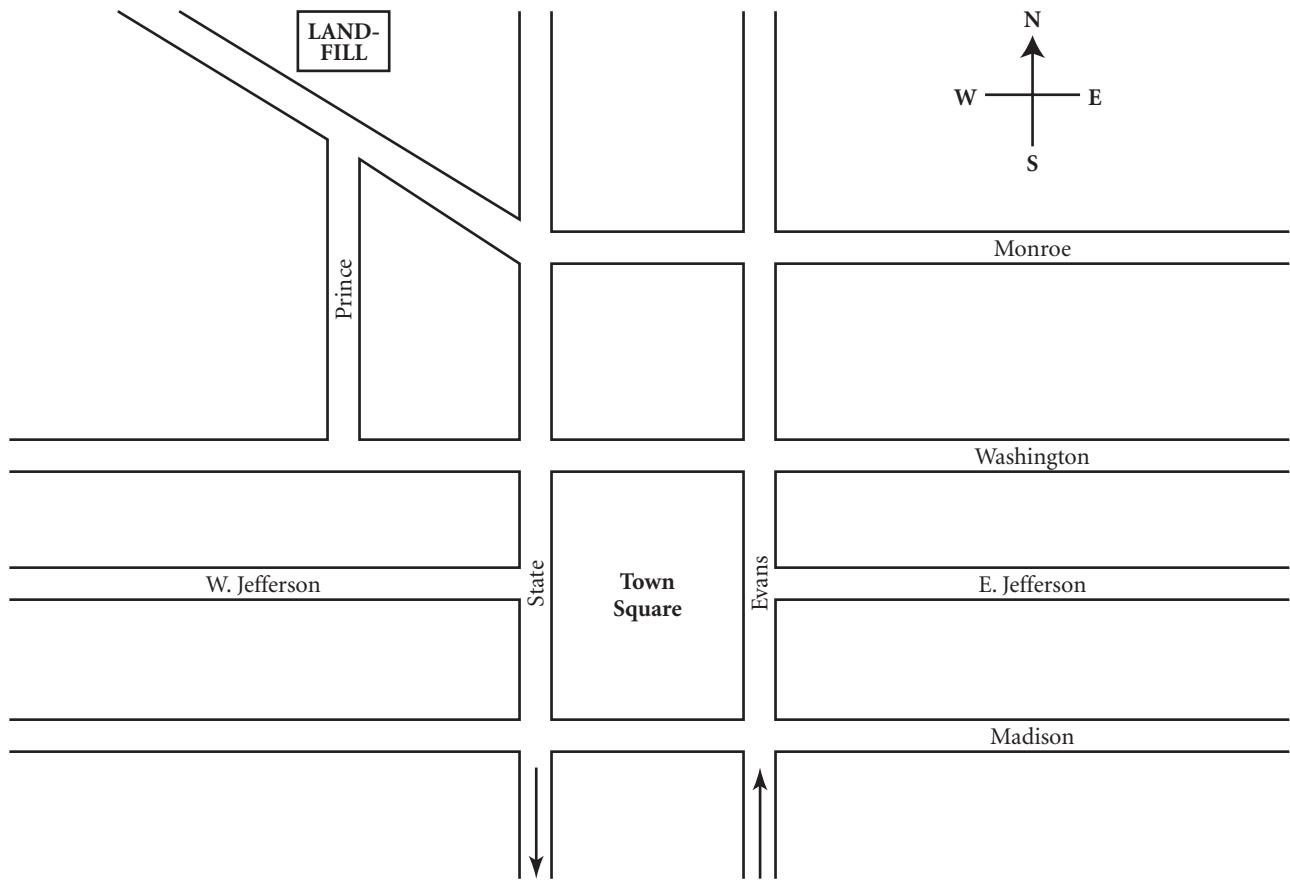 LAND-
FILL
N
W
E
S
Monroe
Prince
Washington
W. Jefferson
State
Town
Square
Evans
E. Jefferson
Madison